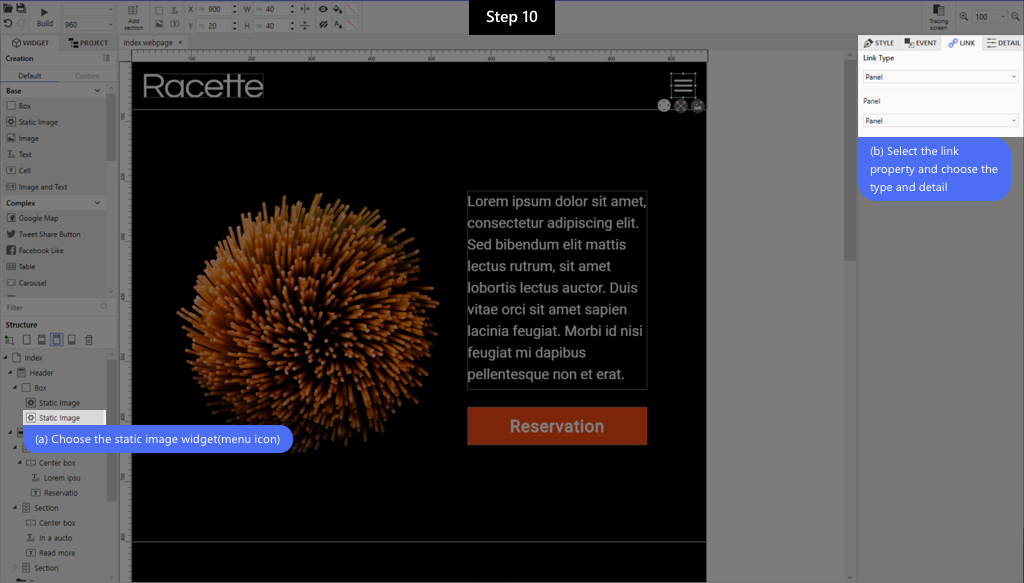 Step 10
Build
960
Add section
X
900
W
40
Y
20
H
40
Tracing screen
100
WIDGET
PROJECT
index.webpage
Creation
Default
Custom
Base
Box
Static Image
Image
Text
Cell
Image and Text
Complex
Google Map
Tweet Share Button
Facebook Like
Table
Carousel
Filter
Structure
index
Header
Box
Static Image
Static Image
(a) Choose the static image widget(menu icon)
Center box
Lorem ipsu
Reservatio
Section
Center box
In a aucto
Read more
Section
Racette
Lorem ipsum dolor sit amet,
consectetur adipiscing elit.
Sed bibendum elit mattis
lectus rutrum, sit amet
lobortis lectus auctor. Duis
vitae orci sit amet sapien
lacinia feugiat. Morbi id nisi
feugiat mi dapibus
pellentesque non et erat.
Reservation
STYLE
EVENT
LINK
DETAIL
Link Type
Panel
Panel
Panel
(b) Select the link
property and choose the
type and detail